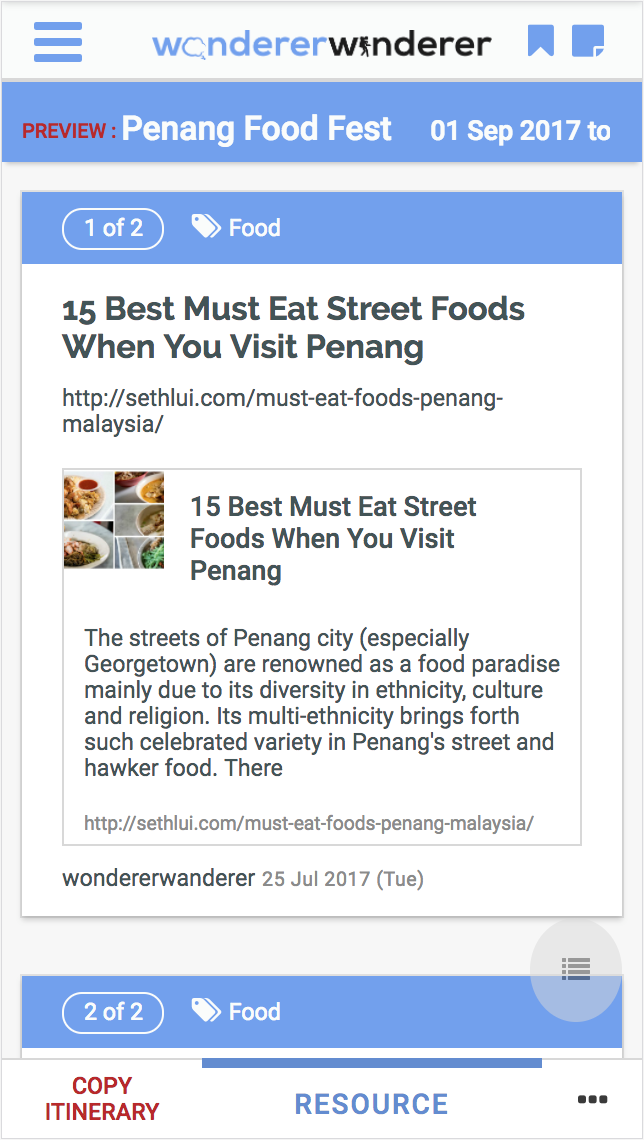 wondererwanderer
PREVIEW : Penang Food Fest 01 Sep 2017 to
1 of 2 Food
15 Best Must Eat Street Foods
When You Visit Penang
http://sethlui.com/must-eat-foods-penang-
malaysia/
15 Best Must Eat Street
Foods When You Visit
Penang
The streets of Penang city (especially
Georgetown) are renowned as a food paradise
mainly due to its diversity in ethnicity, culture
and religion. Its multi-ethnicity brings forth
such celebrated variety in Penang's street and
hawker food. There
http://sethlui.com/must-eat-foods-penang-malaysia/
wondererwanderer 25 Jul 2017 (Tue)
2 of 2 Food
COPY
ITINERARY
RESOURCE